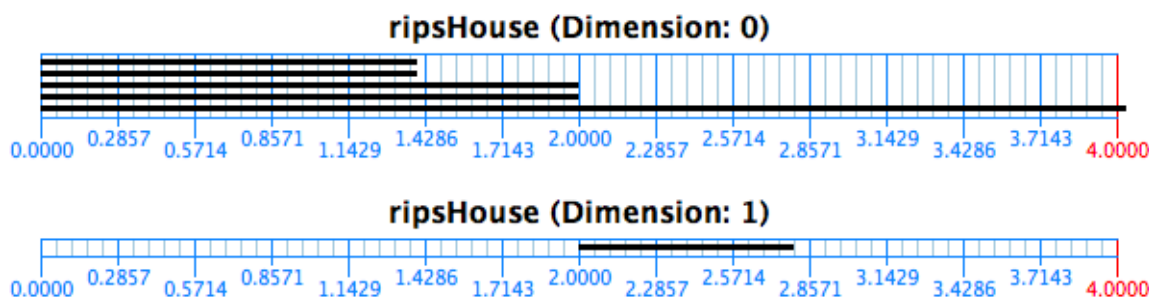 ripsHouse (Dimension: 0)
0.0000 0.2857 0.5714 0.8571 1.1429 1.4286 1.7143 2.0000 2.2857 2.5714 2.8571 3.1429 3.4286 3.7143 4.0000
ripsHouse (Dimension: 1)
0.0000 0.2857 0.5714 0.8571 1.1429 1.4286 1.7143 2.0000 2.2857 2.5714 2.8571 3.1429 3.4286 3.7143 4.0000